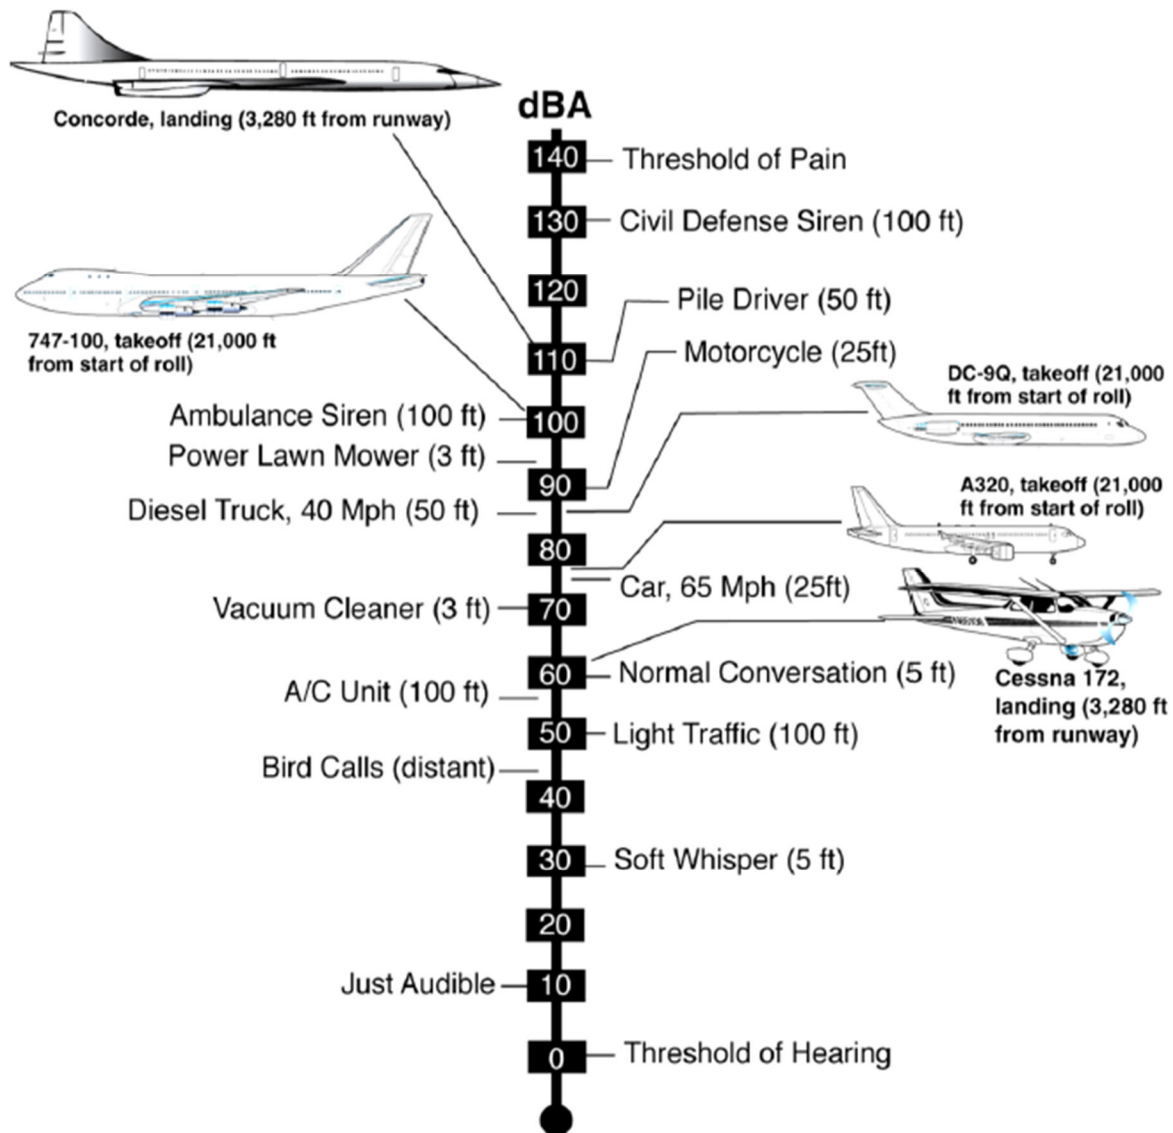 Concorde, landing (3,280 ft from runway)
dBA
140
Threshold of Pain
130
Civil Defense Siren (100 ft)
120
Pile Driver (50 ft)
747-100, takeoff (21,000 ft
from start of roll)
110
Motorcycle (25ft)
DC-9Q, takeoff (21,000
ft from start of roll)
Ambulance Siren (100 ft)
100
Power Lawn Mower (3 ft)
90
A320, takeoff (21,000
ft from start of roll)
Diesel Truck, 40 Mph (50 ft)
80
Car, 65 Mph (25ft)
Vacuum Cleaner (3 ft)
70
60
Normal Conversation (5 ft)
Cessna 172,
landing (3,280 ft
from runway)
A/C Unit (100 ft)
50
Light Traffic (100 ft)
Bird Calls (distant)
40
30
Soft Whisper (5 ft)
20
Just Audible
10
0
Threshold of Hearing